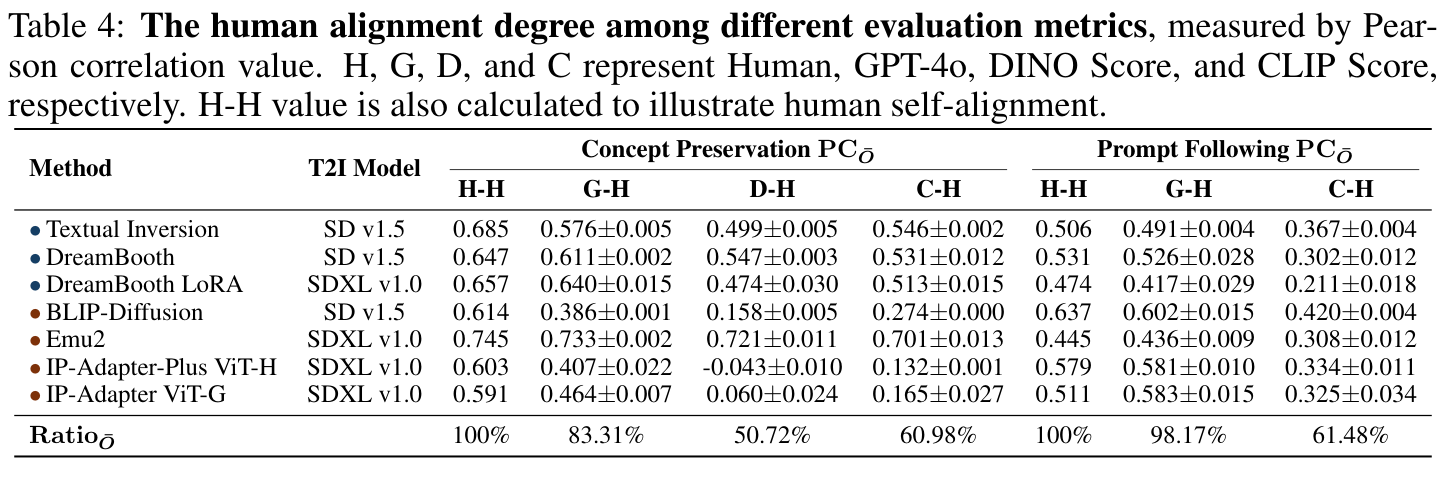 Table 4: The human alignment degree among different evaluation metrics, measured by Pear-
son correlation value. H, G, D, and C represent Human, GPT-4o, DINO Score, and CLIP Score,
respectively. H-H value is also calculated to illustrate human self-alignment.
Method T2I Model Concept Preservation PC_Ō Prompt Following PC_Ō
H-H G-H D-H C-H H-H G-H C-H
• Textual Inversion SD v1.5 0.685 0.576±0.005 0.499±0.005 0.546±0.002 0.506 0.491±0.004 0.367±0.004
• DreamBooth SD v1.5 0.647 0.611±0.002 0.547±0.003 0.531±0.012 0.531 0.526±0.028 0.302±0.012
• DreamBooth LoRA SDXL v1.0 0.657 0.640±0.015 0.474±0.030 0.513±0.015 0.474 0.417±0.029 0.211±0.018
• BLIP-Diffusion SD v1.5 0.614 0.386±0.001 0.158±0.005 0.274±0.000 0.637 0.602±0.015 0.420±0.004
• Emu2 SDXL v1.0 0.745 0.733±0.002 0.721±0.011 0.701±0.013 0.445 0.436±0.009 0.308±0.012
• IP-Adapter-Plus ViT-H SDXL v1.0 0.603 0.407±0.022 -0.043±0.010 0.132±0.001 0.579 0.581±0.010 0.334±0.011
• IP-Adapter ViT-G SDXL v1.0 0.591 0.464±0.007 0.060±0.024 0.165±0.027 0.511 0.583±0.015 0.325±0.034
Ratio_Ō 100% 83.31% 50.72% 60.98% 100% 98.17% 61.48%